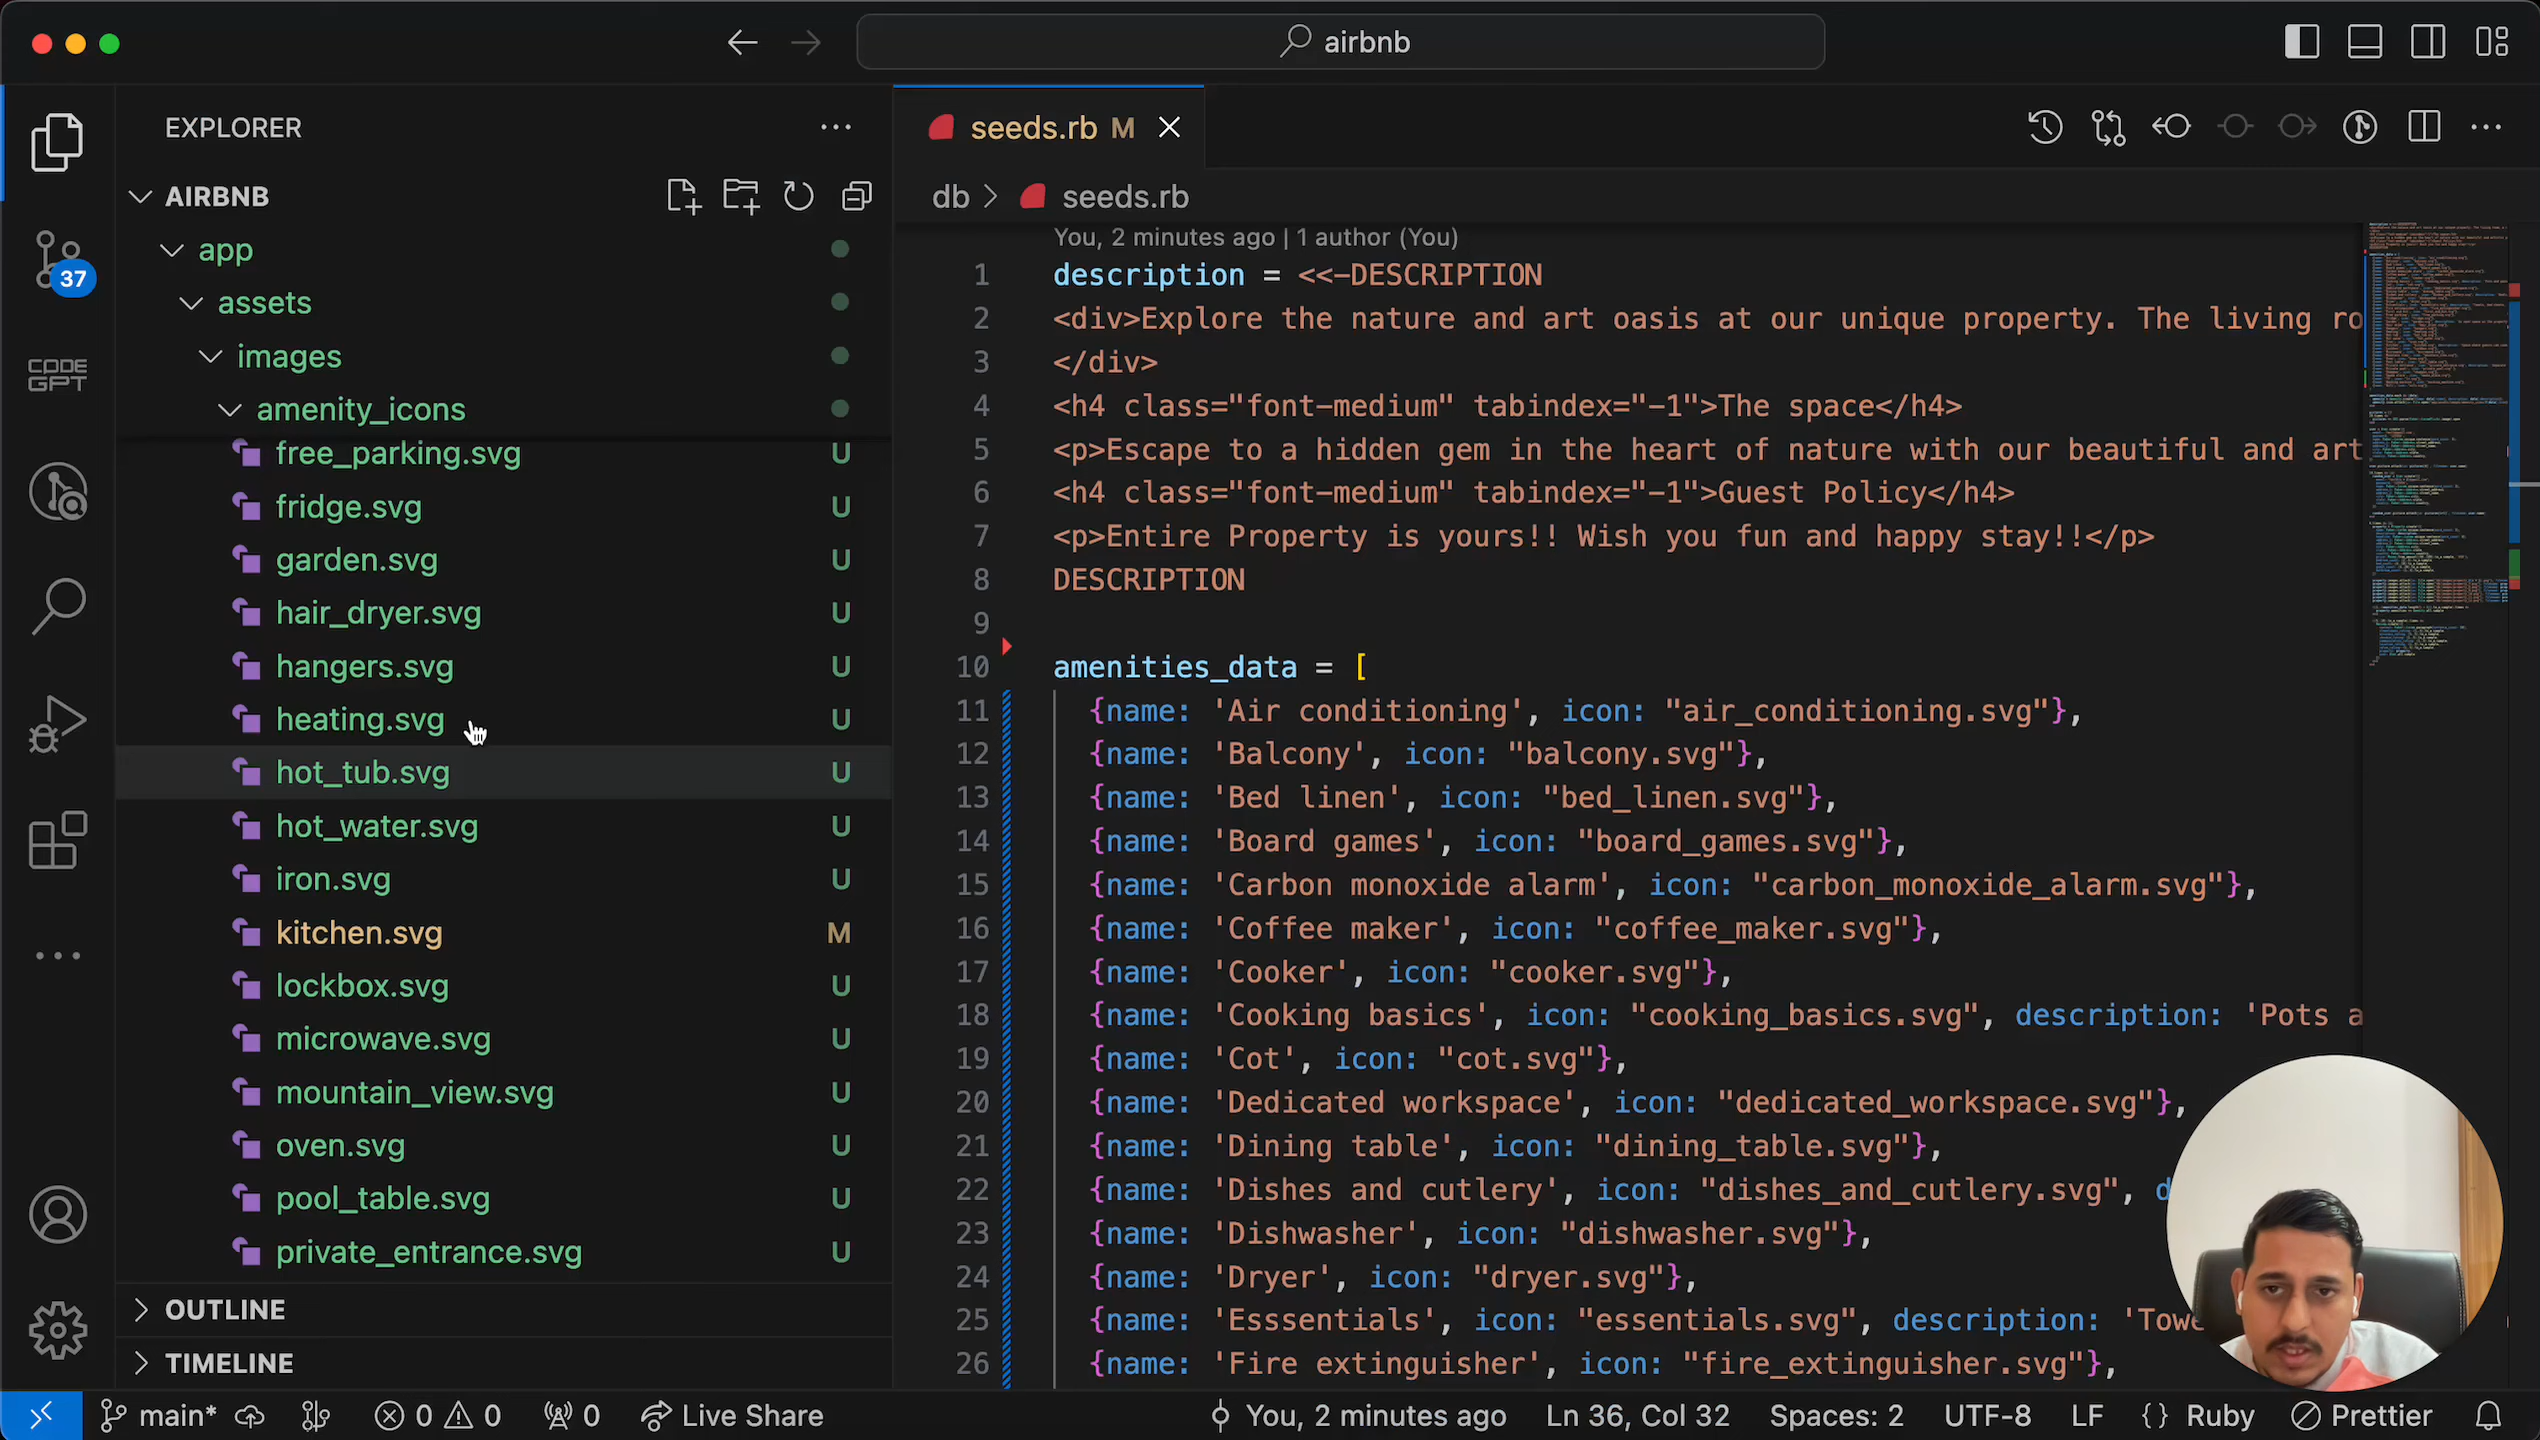 airbnb
EXPLORER
seeds.rb M
AIRBNB
db > seeds.rb
app
assets
images
amenity_icons
free_parking.svg U
fridge.svg U
garden.svg U
hair_dryer.svg U
hangers.svg U
heating.svg U
hot_tub.svg U
hot_water.svg U
iron.svg U
kitchen.svg M
lockbox.svg U
microwave.svg U
mountain_view.svg U
oven.svg U
pool_table.svg U
private_entrance.svg U
OUTLINE
TIMELINE
37
CODE
GPT
You, 2 minutes ago | 1 author (You)
1 description = <<-DESCRIPTION
2 <div>Explore the nature and art oasis at our unique property. The living ro
3 </div>
4 <h4 class="font-medium" tabindex="-1">The space</h4>
5 <p>Escape to a hidden gem in the heart of nature with our beautiful and art
6 <h4 class="font-medium" tabindex="-1">Guest Policy</h4>
7 <p>Entire Property is yours!! Wish you fun and happy stay!!</p>
8 DESCRIPTION
9
10 amenities_data = [
11 {name: 'Air conditioning', icon: "air_conditioning.svg"},
12 {name: 'Balcony', icon: "balcony.svg"},
13 {name: 'Bed linen', icon: "bed_linen.svg"},
14 {name: 'Board games', icon: "board_games.svg"},
15 {name: 'Carbon monoxide alarm', icon: "carbon_monoxide_alarm.svg"},
16 {name: 'Coffee maker', icon: "coffee_maker.svg"},
17 {name: 'Cooker', icon: "cooker.svg"},
18 {name: 'Cooking basics', icon: "cooking_basics.svg", description: 'Pots a
19 {name: 'Cot', icon: "cot.svg"},
20 {name: 'Dedicated workspace', icon: "dedicated_workspace.svg"},
21 {name: 'Dining table', icon: "dining_table.svg"},
22 {name: 'Dishes and cutlery', icon: "dishes_and_cutlery.svg", d
23 {name: 'Dishwasher', icon: "dishwasher.svg"},
24 {name: 'Dryer', icon: "dryer.svg"},
25 {name: 'Esssentials', icon: "essentials.svg", description: 'Towe
26 {name: 'Fire extinguisher', icon: "fire_extinguisher.svg"},
main* 0 0 0 Live Share You, 2 minutes ago Ln 36, Col 32 Spaces: 2 UTF-8 LF {} Ruby Prettier